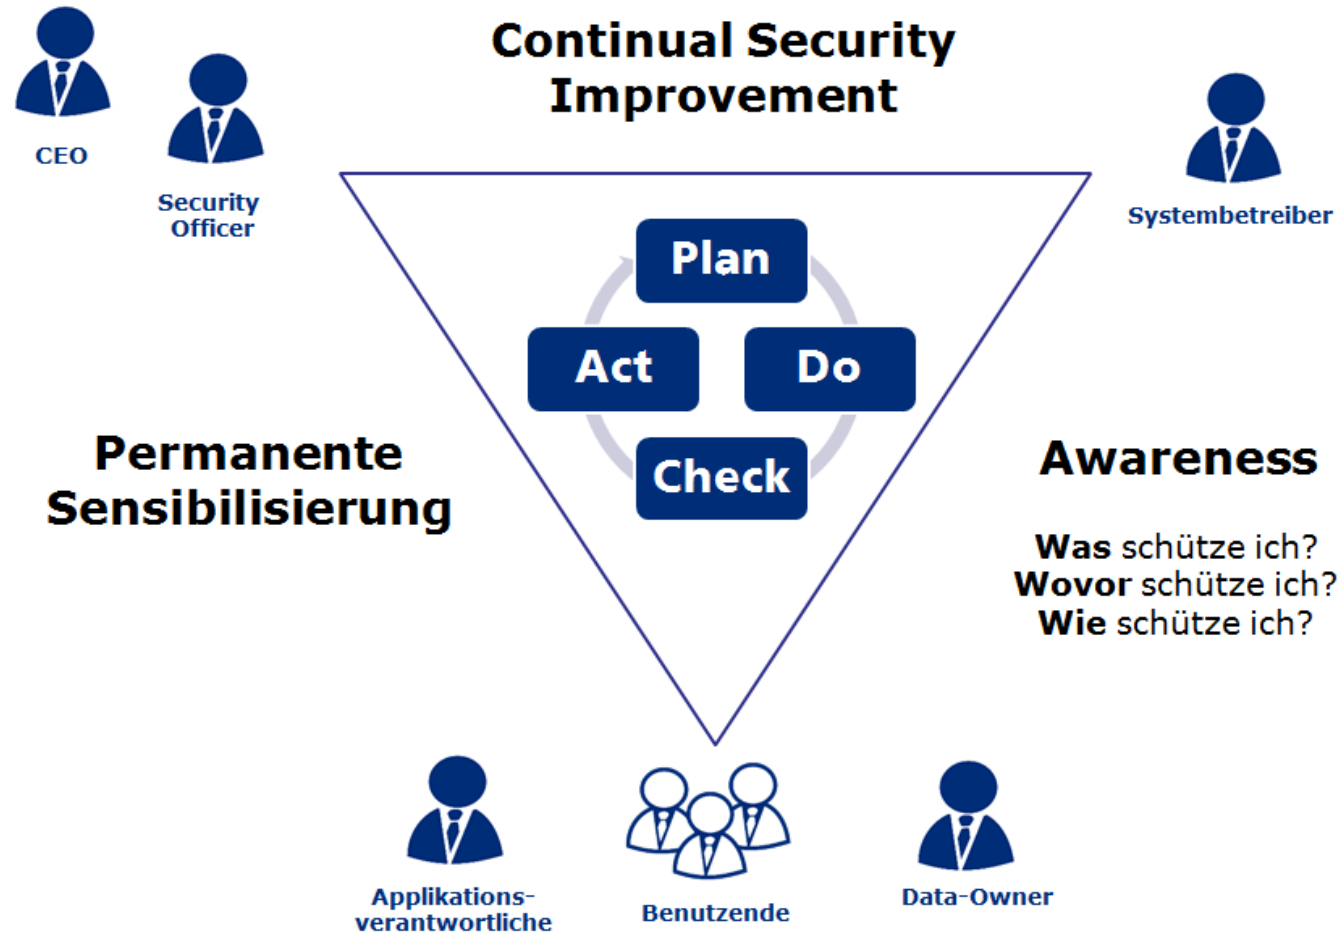 Continual Security
Improvement
CEO
Security
Officer
Systembetreiber
Plan
Act
Do
Check
Permanente
Sensibilisierung
Awareness
Was schütze ich?
Wovor schütze ich?
Wie schütze ich?
Applikations-
verantwortliche
Benutzende
Data-Owner